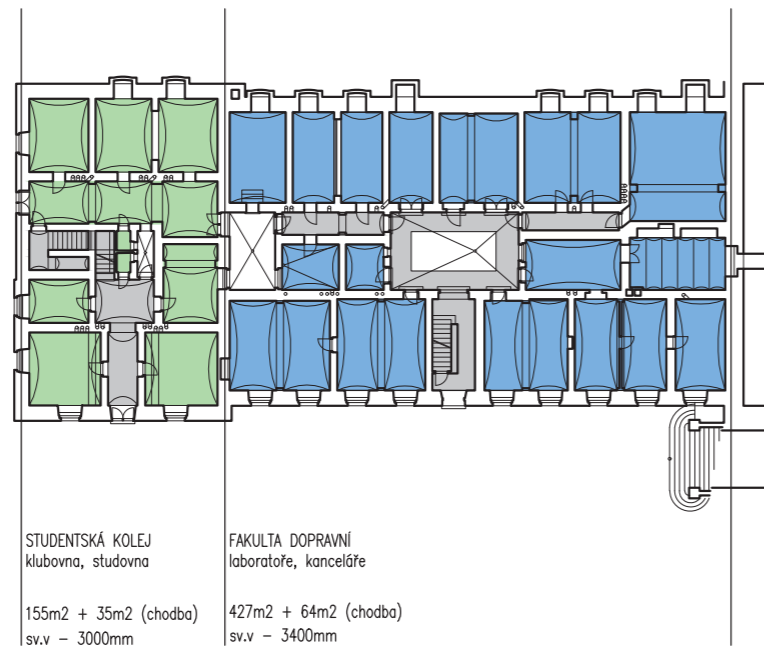 STUDENTSKÁ KOLEJ
klubovna, studovna
155m2 + 35m2 (chodba)
sv.v – 3000mm
FAKULTA DOPRAVNÍ
laboratoře, kanceláře
427m2 + 64m2 (chodba)
sv.v – 3400mm